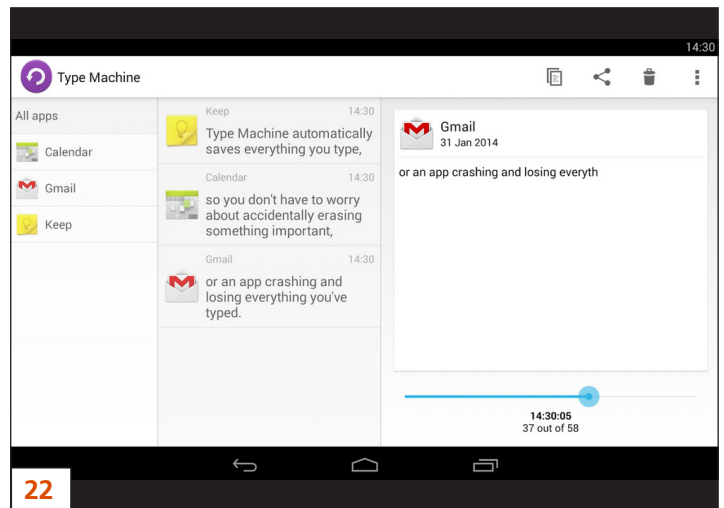 14:30
Type Machine
All apps
Calendar
Gmail
Keep
Keep 14:30
Type Machine automatically
saves everything you type,
Calendar 14:30
so you don't have to worry
about accidentally erasing
something important,
Gmail 14:30
or an app crashing and
losing everything you've
typed.
Gmail
31 Jan 2014
or an app crashing and losing everyth
14:30:05
37 out of 58
22